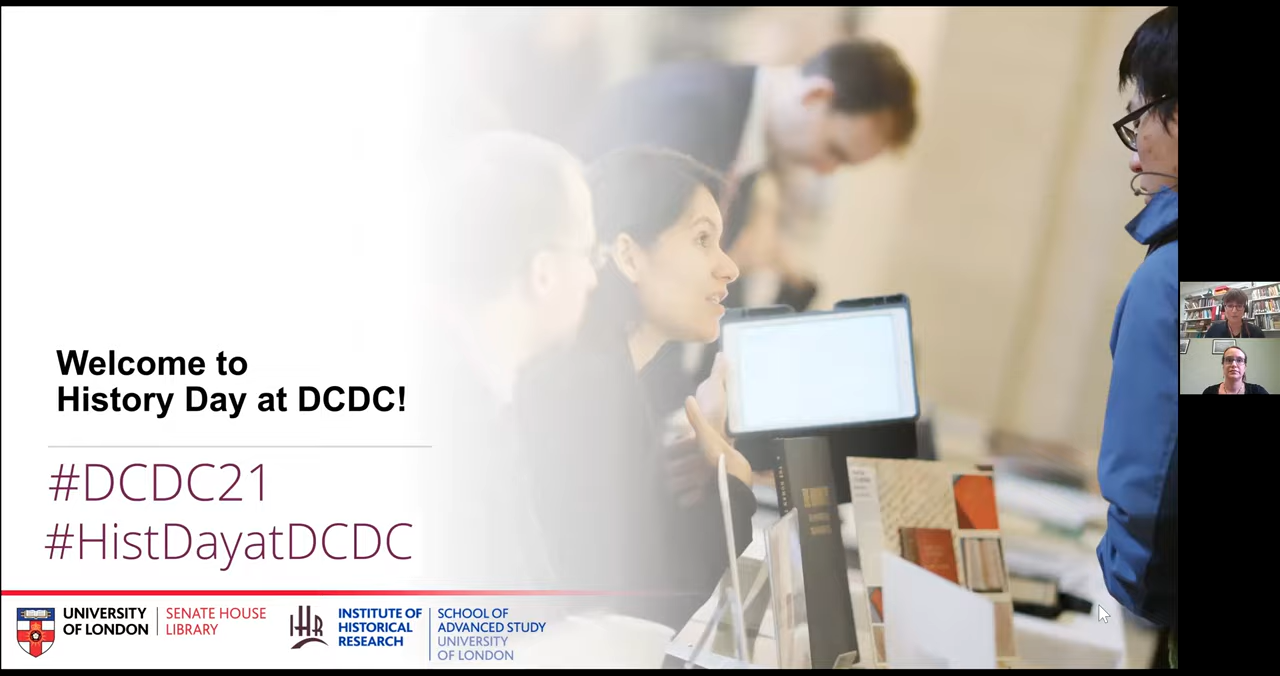 Welcome to
History Day at DCDC!
#DCDC21
#HistDayatDCDC
UNIVERSITY
OF LONDON
SENATE HOUSE
LIBRARY
IHR
INSTITUTE OF
HISTORICAL
RESEARCH
SCHOOL OF
ADVANCED STUDY
UNIVERSITY
OF LONDON